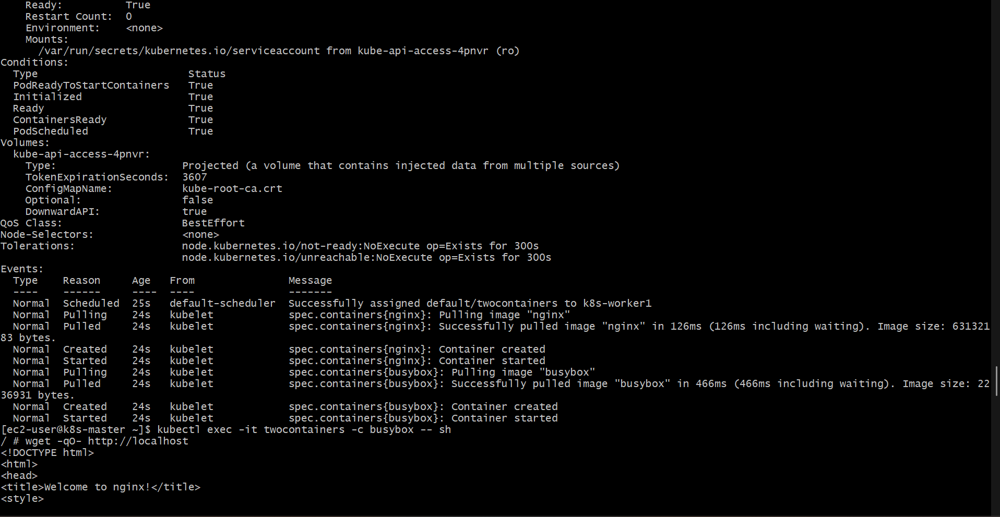 Ready:          True
    Restart Count:  0
    Environment:    <none>
    Mounts:
      /var/run/secrets/kubernetes.io/serviceaccount from kube-api-access-4pnvr (ro)
Conditions:
  Type                        Status
  PodReadyToStartContainers   True
  Initialized                 True
  Ready                       True
  ContainersReady             True
  PodScheduled                True
Volumes:
  kube-api-access-4pnvr:
    Type:                    Projected (a volume that contains injected data from multiple sources)
    TokenExpirationSeconds:  3607
    ConfigMapName:           kube-root-ca.crt
    Optional:                false
    DownwardAPI:             true
QoS Class:                   BestEffort
Node-Selectors:              <none>
Tolerations:                 node.kubernetes.io/not-ready:NoExecute op=Exists for 300s
                             node.kubernetes.io/unreachable:NoExecute op=Exists for 300s
Events:
  Type    Reason     Age   From               Message
  ----    ------     ----  ----               -------
  Normal  Scheduled  25s   default-scheduler  Successfully assigned default/twocontainers to k8s-worker1
  Normal  Pulling    24s   kubelet            spec.containers{nginx}: Pulling image "nginx"
  Normal  Pulled     24s   kubelet            spec.containers{nginx}: Successfully pulled image "nginx" in 126ms (126ms including waiting). Image size: 631321
83 bytes.
  Normal  Created    24s   kubelet            spec.containers{nginx}: Container created
  Normal  Started    24s   kubelet            spec.containers{nginx}: Container started
  Normal  Pulling    24s   kubelet            spec.containers{busybox}: Pulling image "busybox"
  Normal  Pulled     24s   kubelet            spec.containers{busybox}: Successfully pulled image "busybox" in 466ms (466ms including waiting). Image size: 22
36931 bytes.
  Normal  Created    24s   kubelet            spec.containers{busybox}: Container created
  Normal  Started    24s   kubelet            spec.containers{busybox}: Container started
[ec2-user@k8s-master ~]$ kubectl exec -it twocontainers -c busybox -- sh
/ # wget -qO- http://localhost
<!DOCTYPE html>
<html>
<head>
<title>Welcome to nginx!</title>
<style>